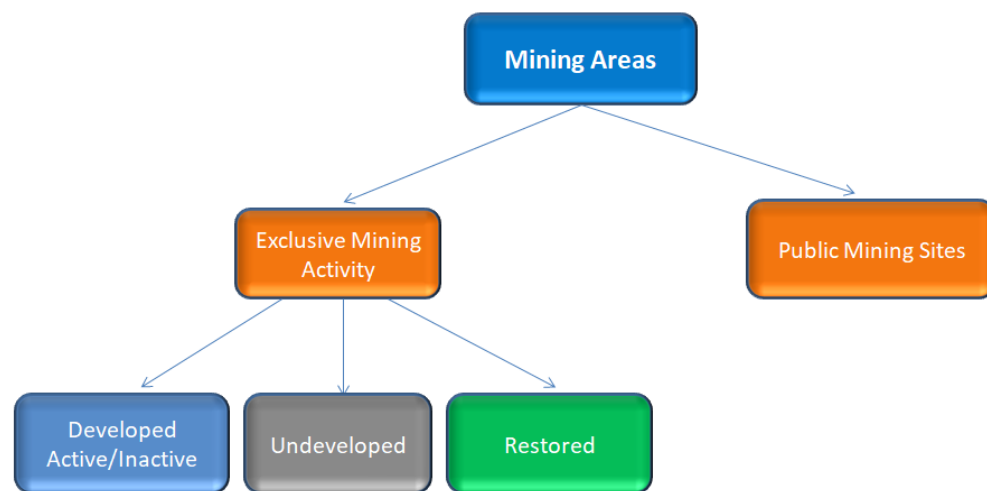 Mining Areas
Exclusive Mining
Activity
Public Mining Sites
Developed
Active/Inactive
Undeveloped
Restored